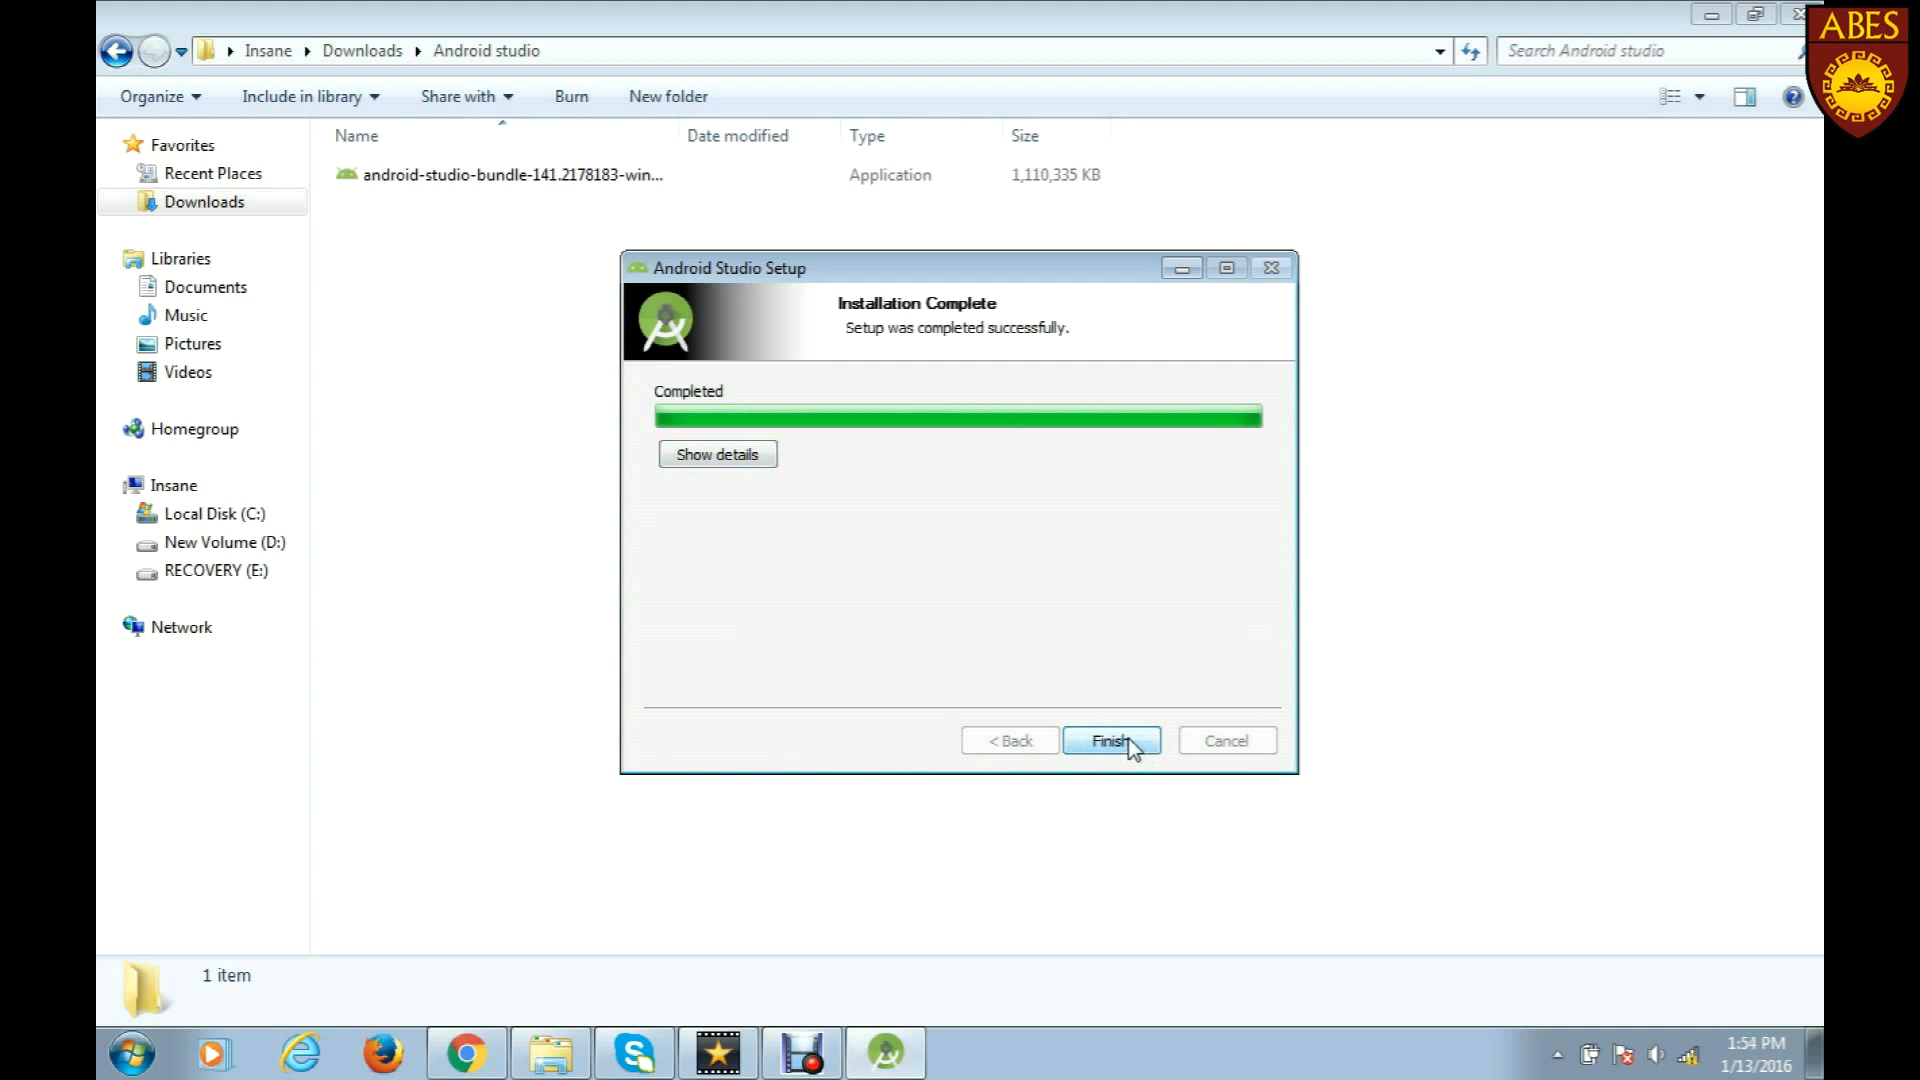 ABES
Insane Downloads Android studio
Search Android studio
Organize Include in library Share with Burn New folder
Name Date modified Type Size
android-studio-bundle-141.2178183-win... Application 1,110,335 KB
Favorites
Recent Places
Downloads
Libraries
Documents
Music
Pictures
Videos
Homegroup
Insane
Local Disk (C:)
New Volume (D:)
RECOVERY (E:)
Network
Android Studio Setup
Installation Complete
Setup was completed successfully.
Completed
Show details
< Back Finish Cancel
1 item
1:54 PM
1/13/2016